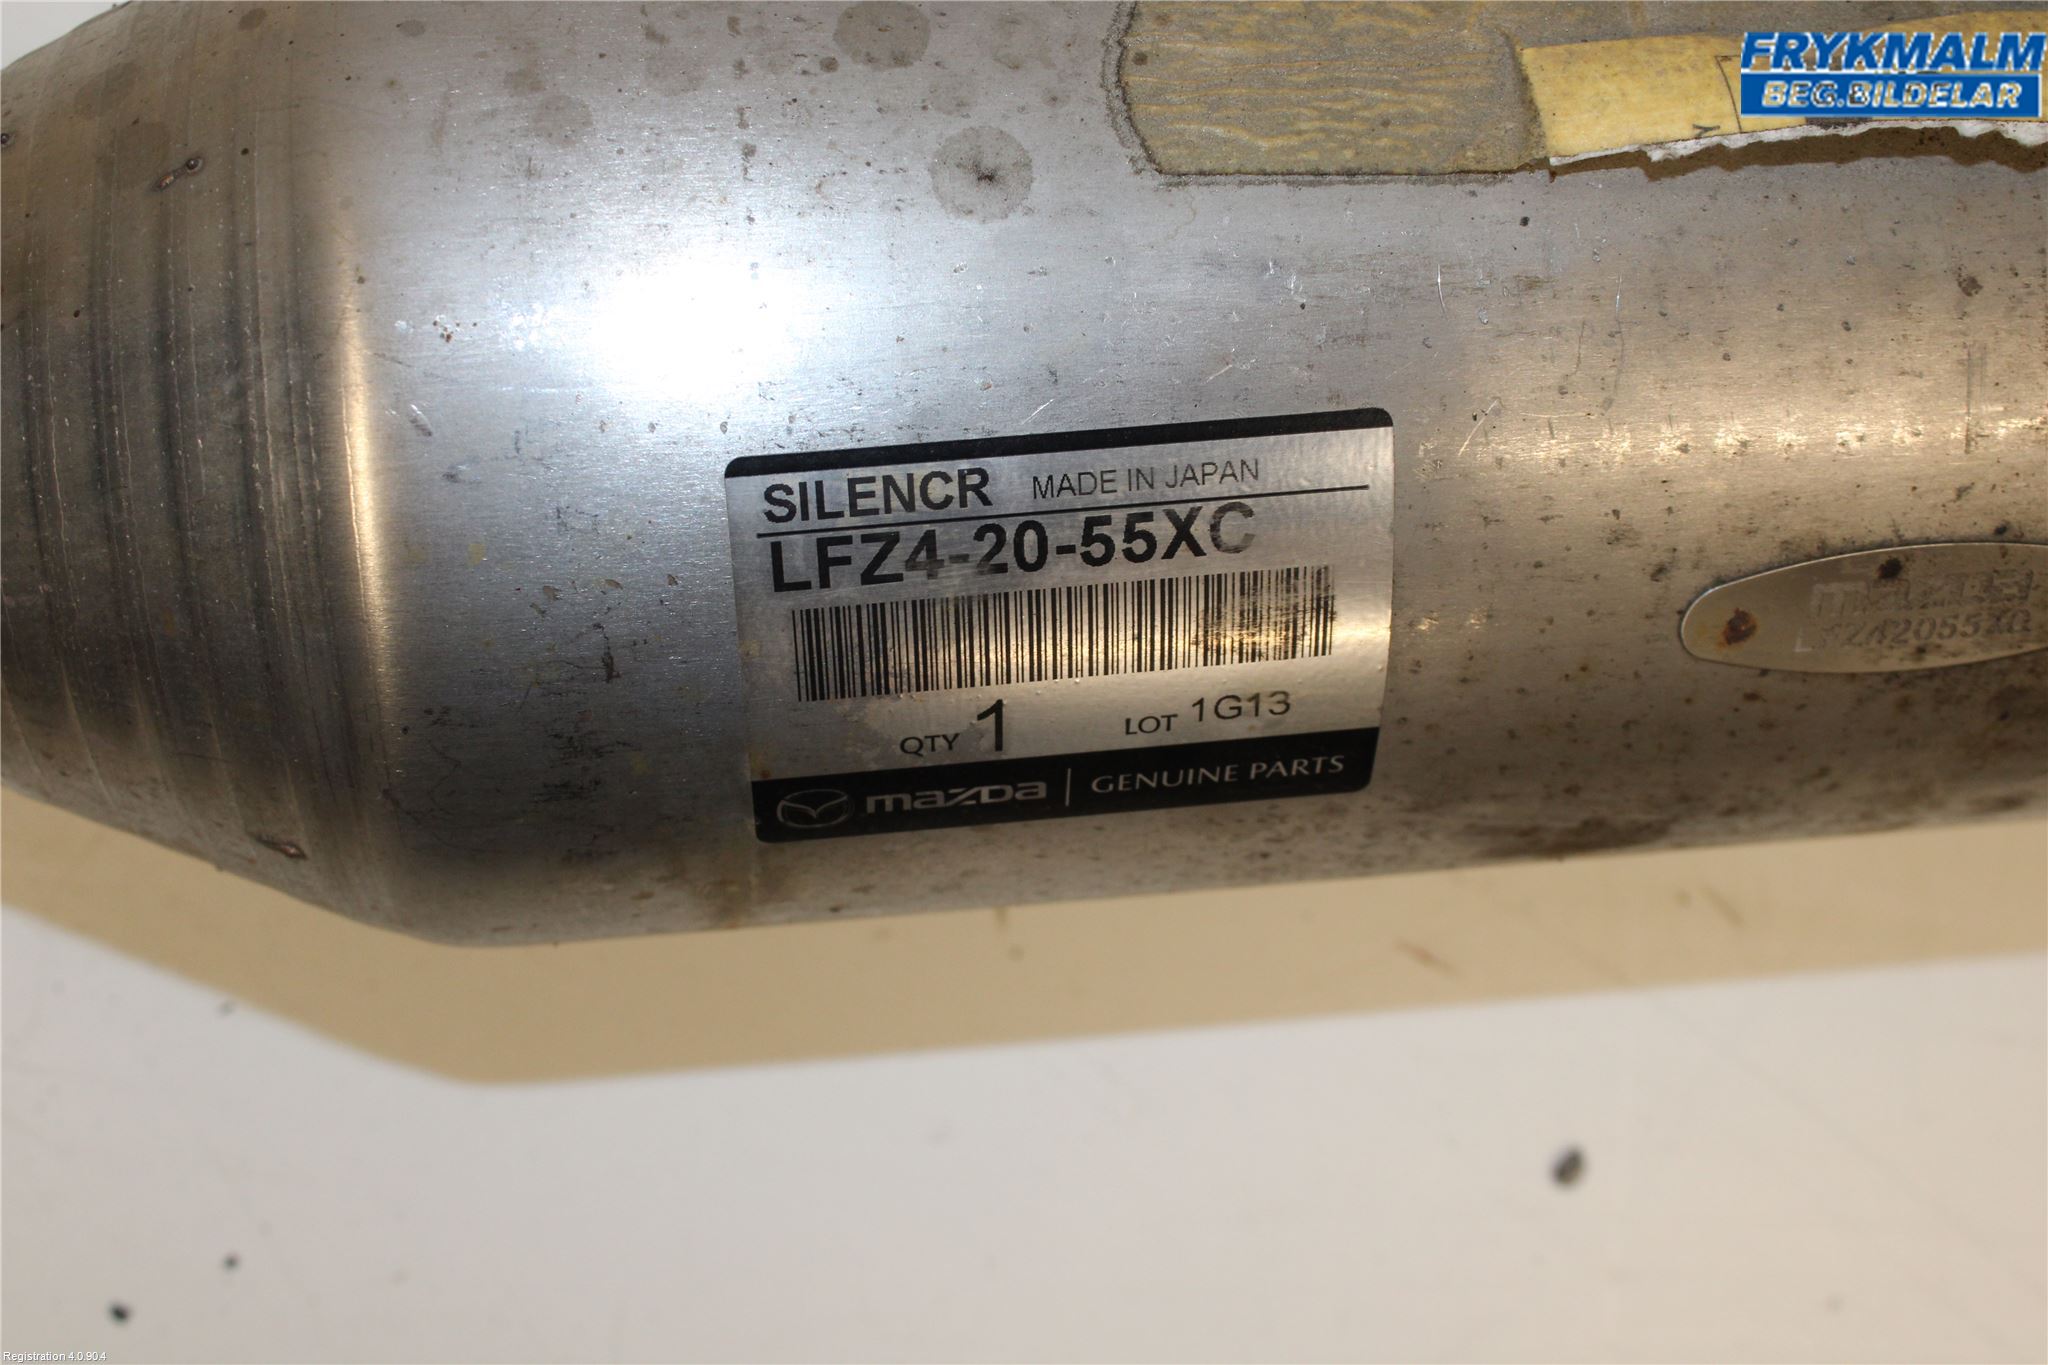 FRYKMALM
BEG.BILDELAR
SILENCR MADE IN JAPAN
LFZ4-20-55XC
QTY 1 LOT 1G13
mazda GENUINE PARTS
mazda
Registration 4.0.90.4